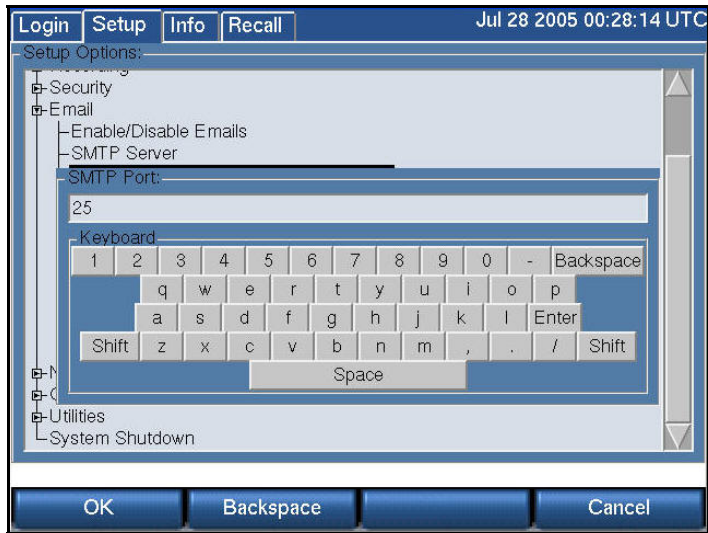 Login Setup Info Recall Jul 28 2005 00:28:14 UTC
Setup Options:
Security
Email
Enable/Disable Emails
SMTP Server
SMTP Port:
25
Keyboard
1 2 3 4 5 6 7 8 9 0 - Backspace
q w e r t y u i o p
a s d f g h j k l Enter
Shift z x c v b n m , . / Shift
Space
Utilities
System Shutdown
OK Backspace Cancel